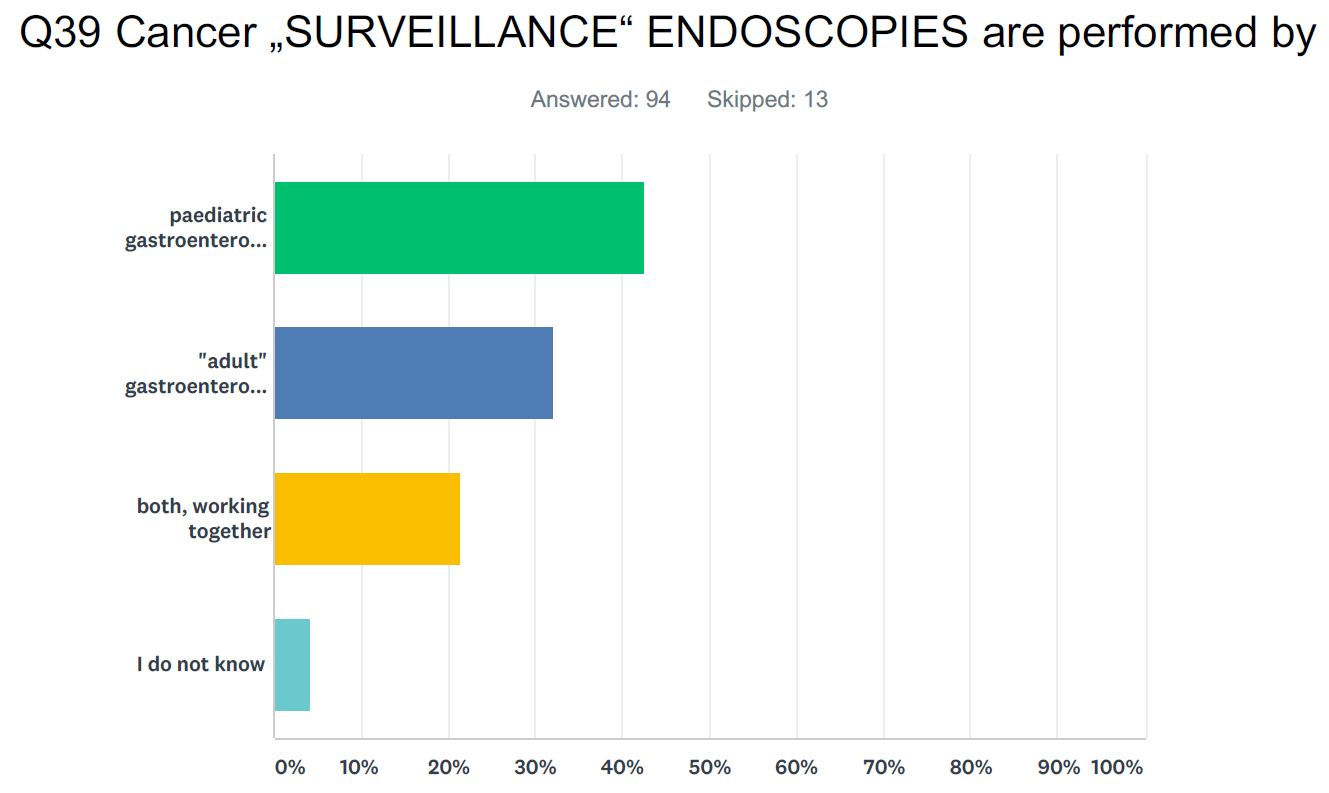 Q39 Cancer „SURVEILLANCE“ ENDOSCOPIES are performed by
Answered: 94 Skipped: 13
paediatric
gastroentero...
"adult"
gastroentero...
both, working
together
I do not know
0% 10% 20% 30% 40% 50% 60% 70% 80% 90% 100%